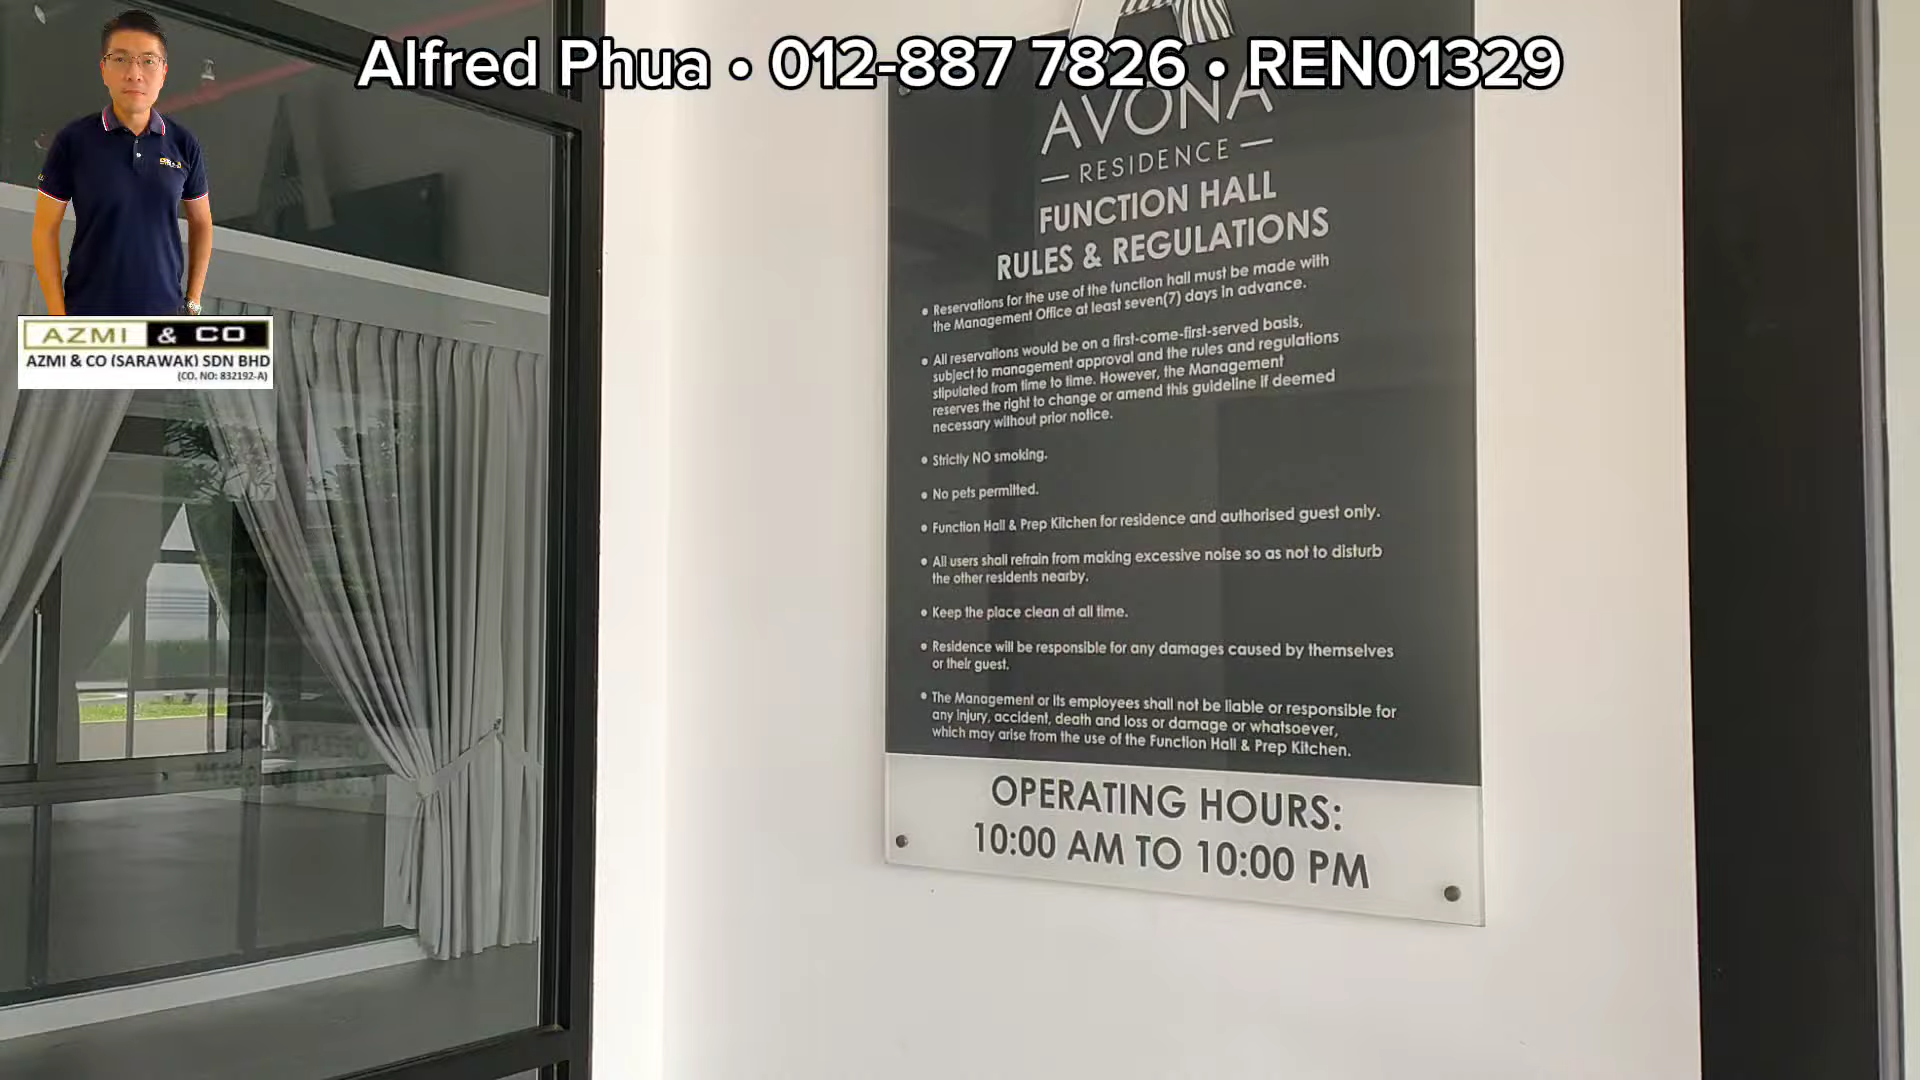 Alfred Phua • 012-887 7826 • REN01329
AZMI & CO
AZMI & CO (SARAWAK) SDN BHD
(CO. NO: 832192-A)
AVONA
RESIDENCE
FUNCTION HALL
RULES & REGULATIONS
• Reservations for the use of the function hall must be made with
the Management Office at least seven(7) days in advance.
• All reservations would be on a first-come-first-served basis,
subject to management approval and the rules and regulations
stipulated from time to time. However, the Management
reserves the right to change or amend this guideline if deemed
necessary without prior notice.
• Strictly NO smoking.
• No pets permitted.
• Function Hall & Prep Kitchen for residence and authorised guest only.
• All users shall refrain from making excessive noise so as not to disturb
the other residents nearby.
• Keep the place clean at all time.
• Residence will be responsible for any damages caused by themselves
or their guest.
• The Management or its employees shall not be liable or responsible for
any injury, accident, death and loss or damage or whatsoever,
which may arise from the use of the Function Hall & Prep Kitchen.
OPERATING HOURS:
10:00 AM TO 10:00 PM